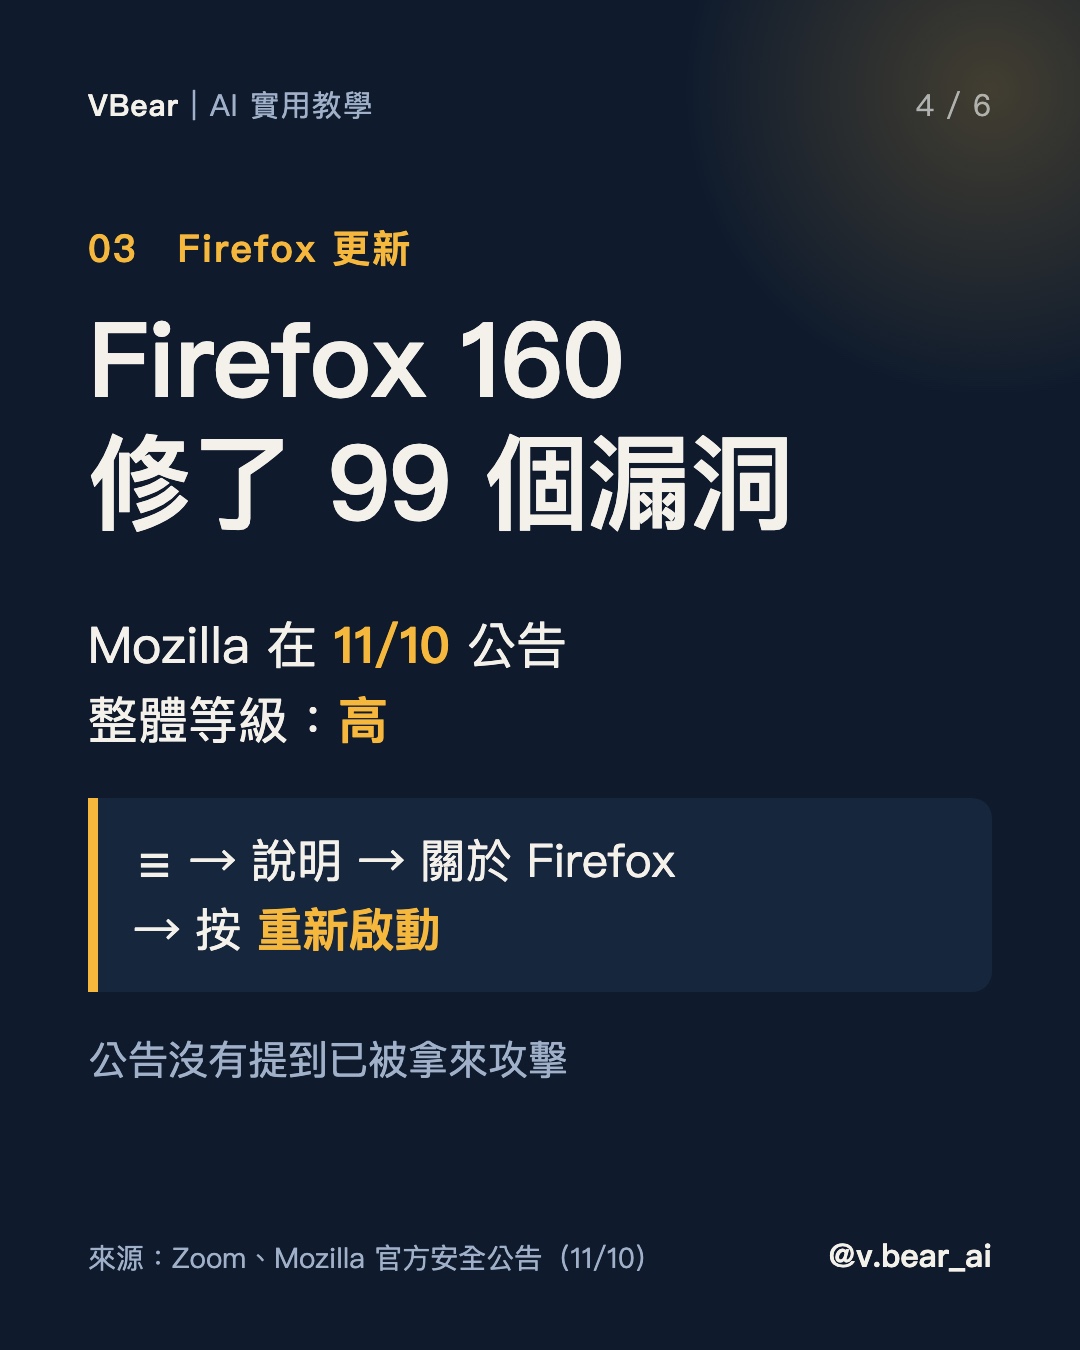 VBear | AI 實用教學
4 / 6
03 Firefox 更新
Firefox 160
修了 99 個漏洞
Mozilla 在 11/10 公告
整體等級：高
≡ → 說明 → 關於 Firefox
→ 按 重新啟動
公告沒有提到已被拿來攻擊
來源：Zoom、Mozilla 官方安全公告（11/10）
@v.bear_ai